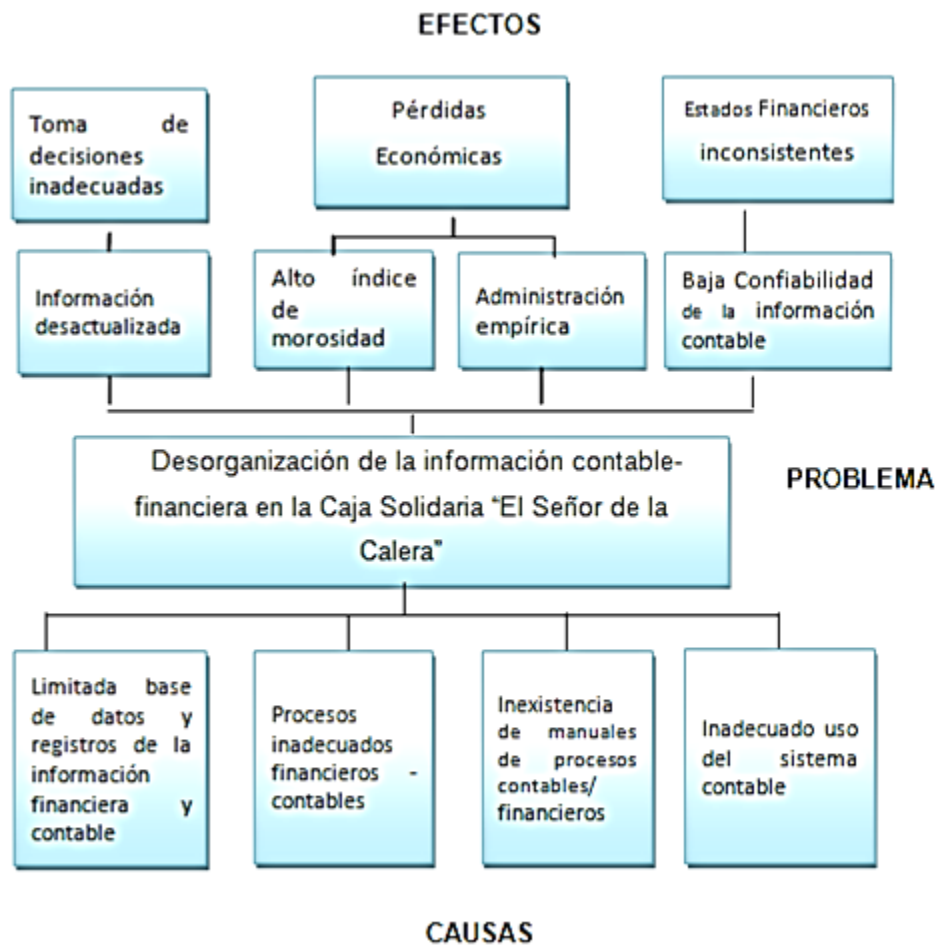 EFECTOS
Toma de
decisiones
inadecuadas
Pérdidas
Económicas
Estados Financieros
inconsistentes
Información
desactualizada
Alto índice
de
morosidad
Administración
empírica
Baja Confiabilidad
de la información
contable
Desorganización de la información contable-
financiera en la Caja Solidaria “El Señor de la
Calera”
PROBLEMA
Limitada base
de datos y
registros de la
información
financiera y
contable
Procesos
inadecuados
financieros -
contables
Inexistencia
de manuales
de procesos
contables/
financieros
Inadecuado uso
del sistema
contable
CAUSAS